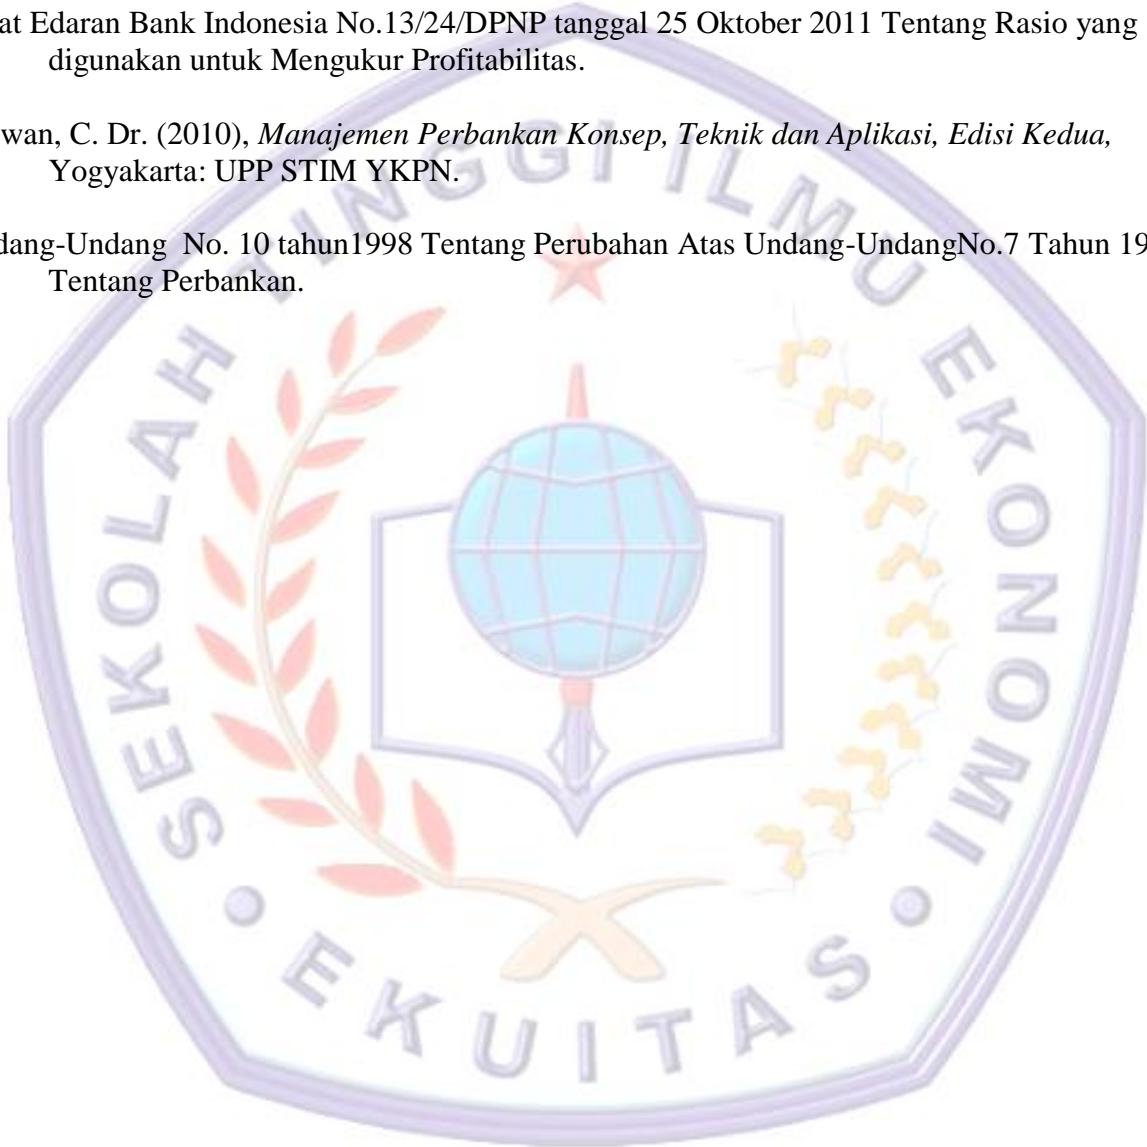 at Edaran Bank Indonesia No.13/24/DPNP tanggal 25 Oktober 2011 Tentang Rasio yang
digunakan untuk Mengukur Profitabilitas.
wan, C. Dr. (2010), Manajemen Perbankan Konsep, Teknik dan Aplikasi, Edisi Kedua,
Yogyakarta: UPP STIM YKPN.
dang-Undang No. 10 tahun1998 Tentang Perubahan Atas Undang-UndangNo.7 Tahun 19
Tentang Perbankan.
SEKOLAH TINGGI ILMU EKONOMI
• EKUITAS •